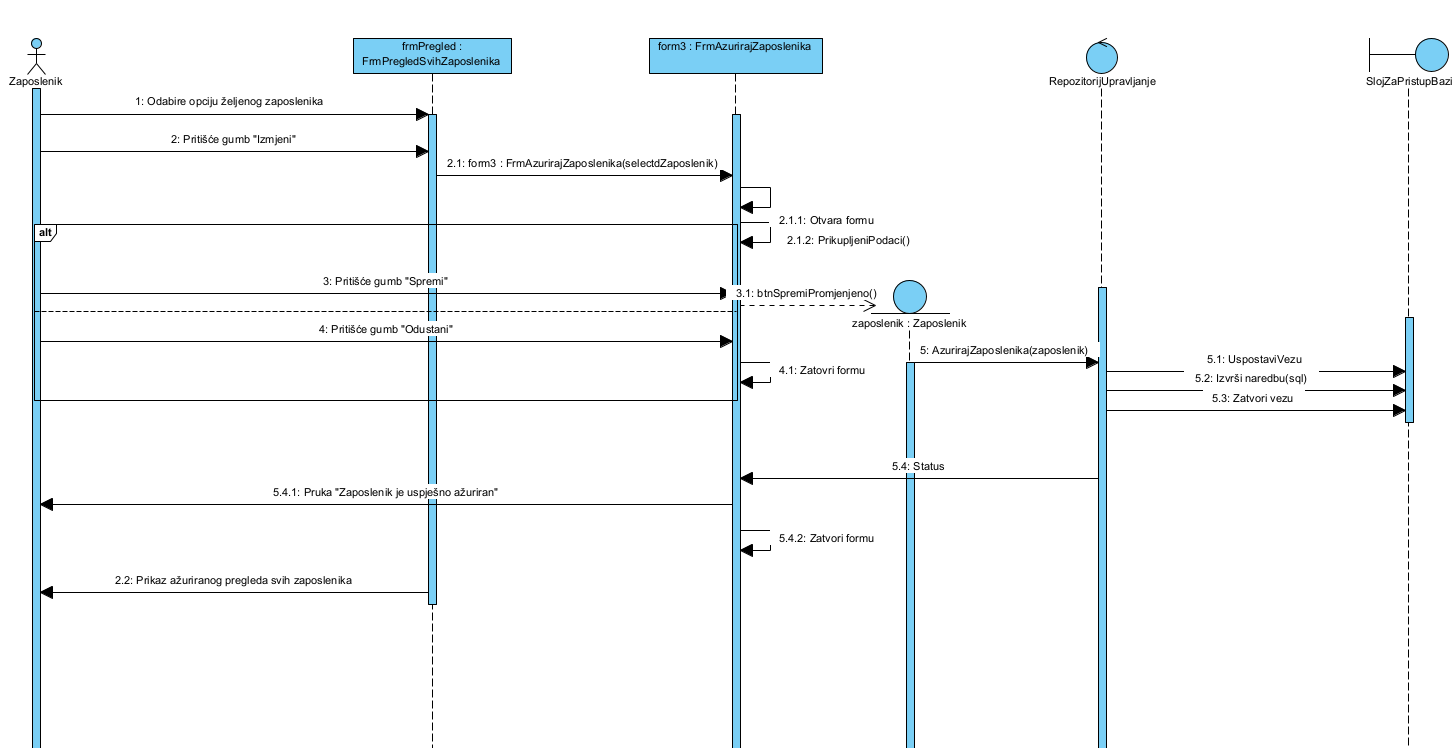 frmPregled :
FrmPregledSvihZaposlenika
form3 : FrmAzurirajZaposlenika
Zaposlenik
RepozitorijUpravljanje
SlojZaPristupBazi
1: Odabire opciju željenog zaposlenika
2: Pritišće gumb "Izmjeni"
2.1: form3 : FrmAzurirajZaposlenika(selectdZaposlenik)
2.1.1: Otvara formu
alt
2.1.2: PrikupljeniPodaci()
3: Pritišće gumb "Spremi"
3.1: btnSpremiPromjenjeno()
zaposlenik : Zaposlenik
4: Pritišće gumb "Odustani"
5: AzurirajZaposlenika(zaposlenik)
5.1: UspostaviVezu
4.1: Zatovri formu
5.2: Izvrši naredbu(sql)
5.3: Zatvori vezu
5.4: Status
5.4.1: Pruka "Zaposlenik je uspješno ažuriran"
5.4.2: Zatvori formu
2.2: Prikaz ažuriranog pregleda svih zaposlenika